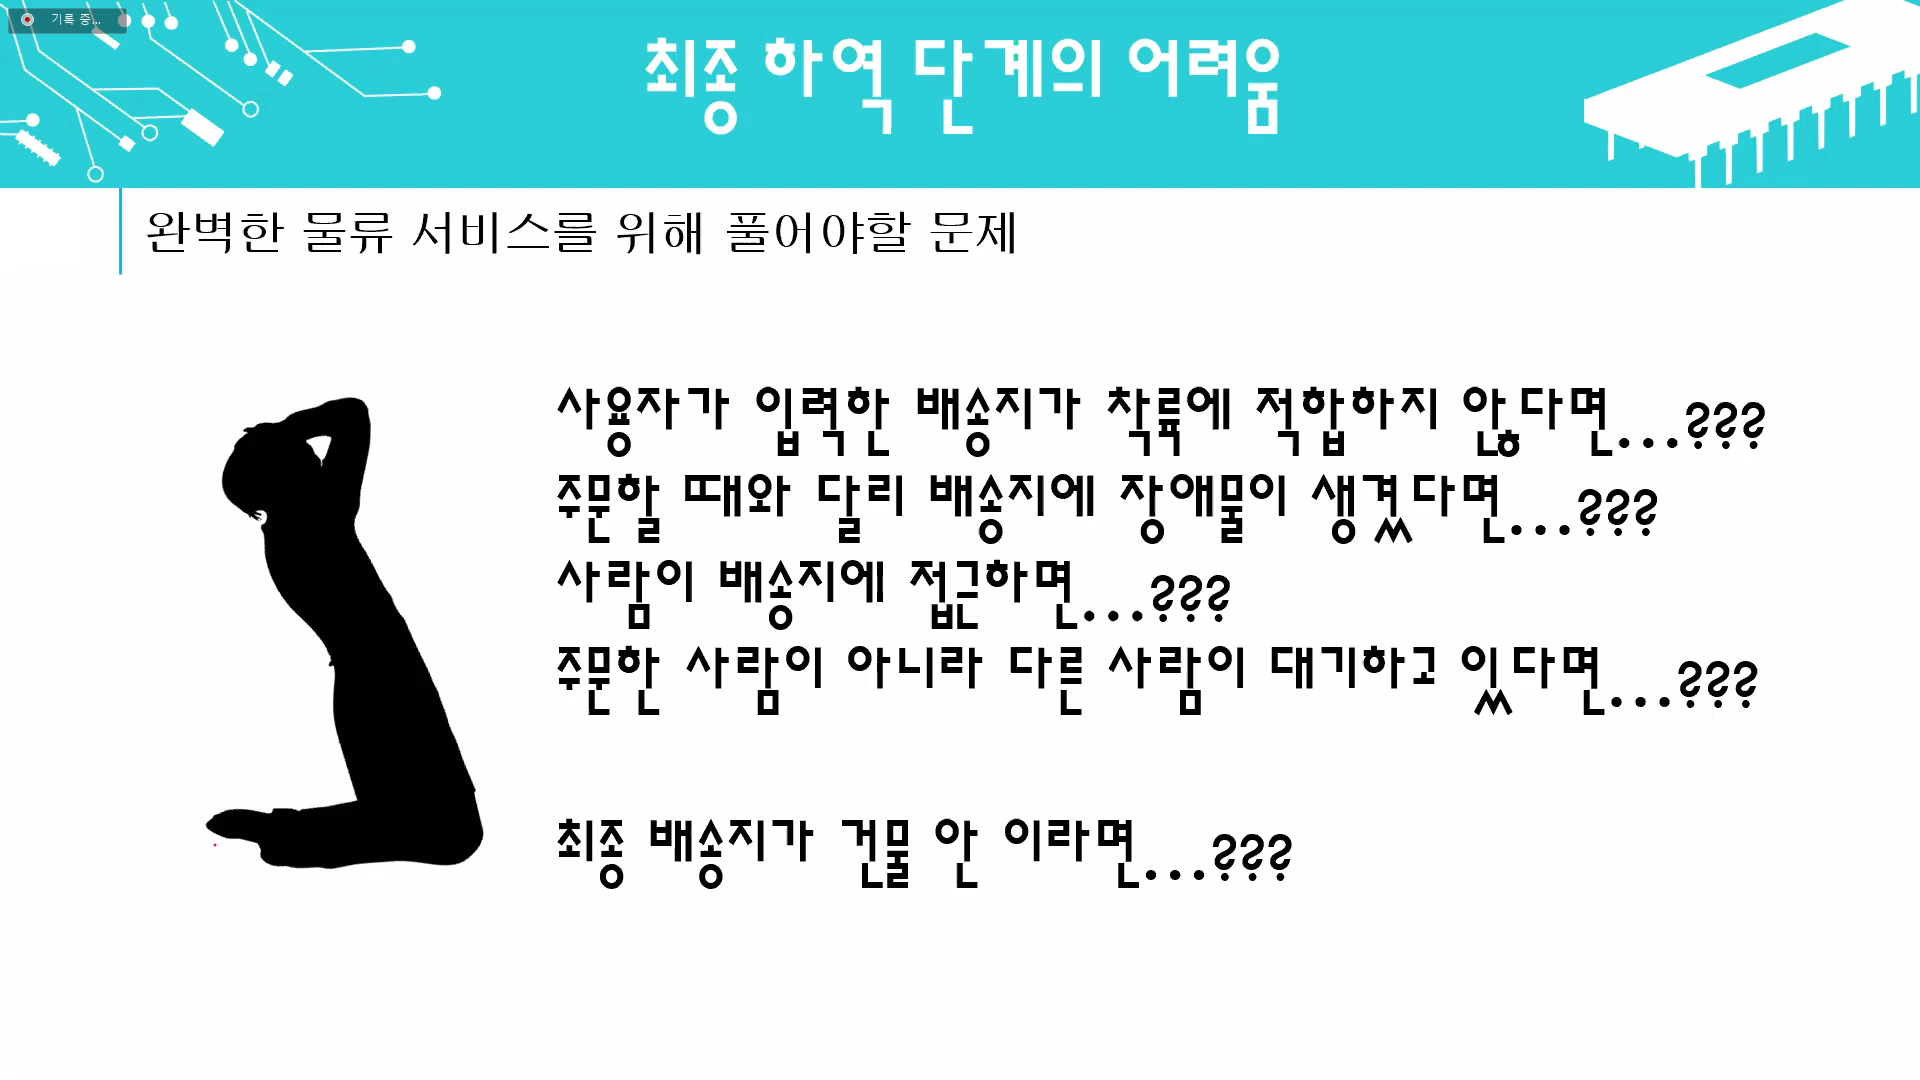 기록 중...
최종 하역 단계의 어려움
완벽한 물류 서비스를 위해 풀어야할 문제
사용자가 입력한 배송지가 착륙에 적합하지 않다면...???
주문할 때와 달리 배송지에 장애물이 생겼다면...???
사람이 배송지에 접근하면...???
주문한 사람이 아니라 다른 사람이 대기하고 있다면...???
최종 배송지가 건물 안 이라면...???